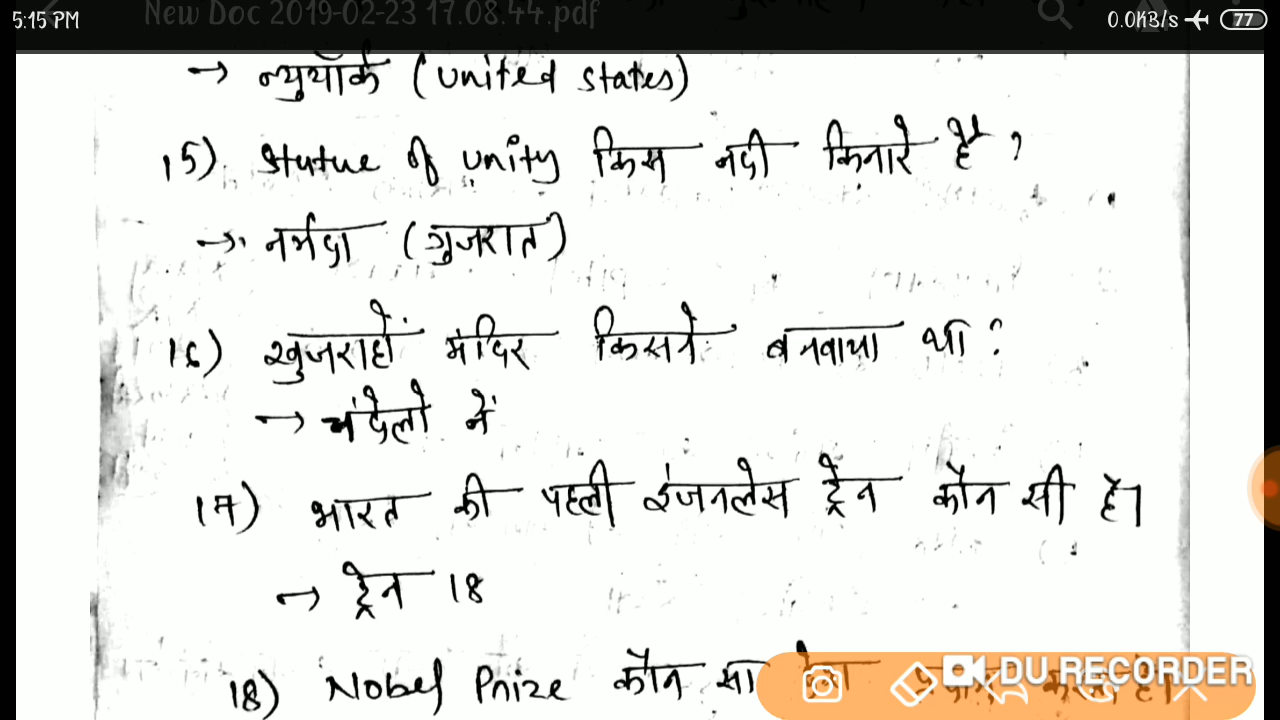 5:15 PM
New Doc 2019-02-23 17.08.44.pdf
0.0KB/s
77
→ न्युयॉर्क (United States)
15) Statue of unity किस नदी किनारे है ?
→ नर्मदा (गुजरात)
16) खुजराहों मंदिर किसने बनवाया था ?
→ चंदेलो नें
17) भारत की पहली इंजनलेस ट्रेन कौन सी है।
→ ट्रेन 18
18) Nobel Prize कौन सा
DU RECORDER